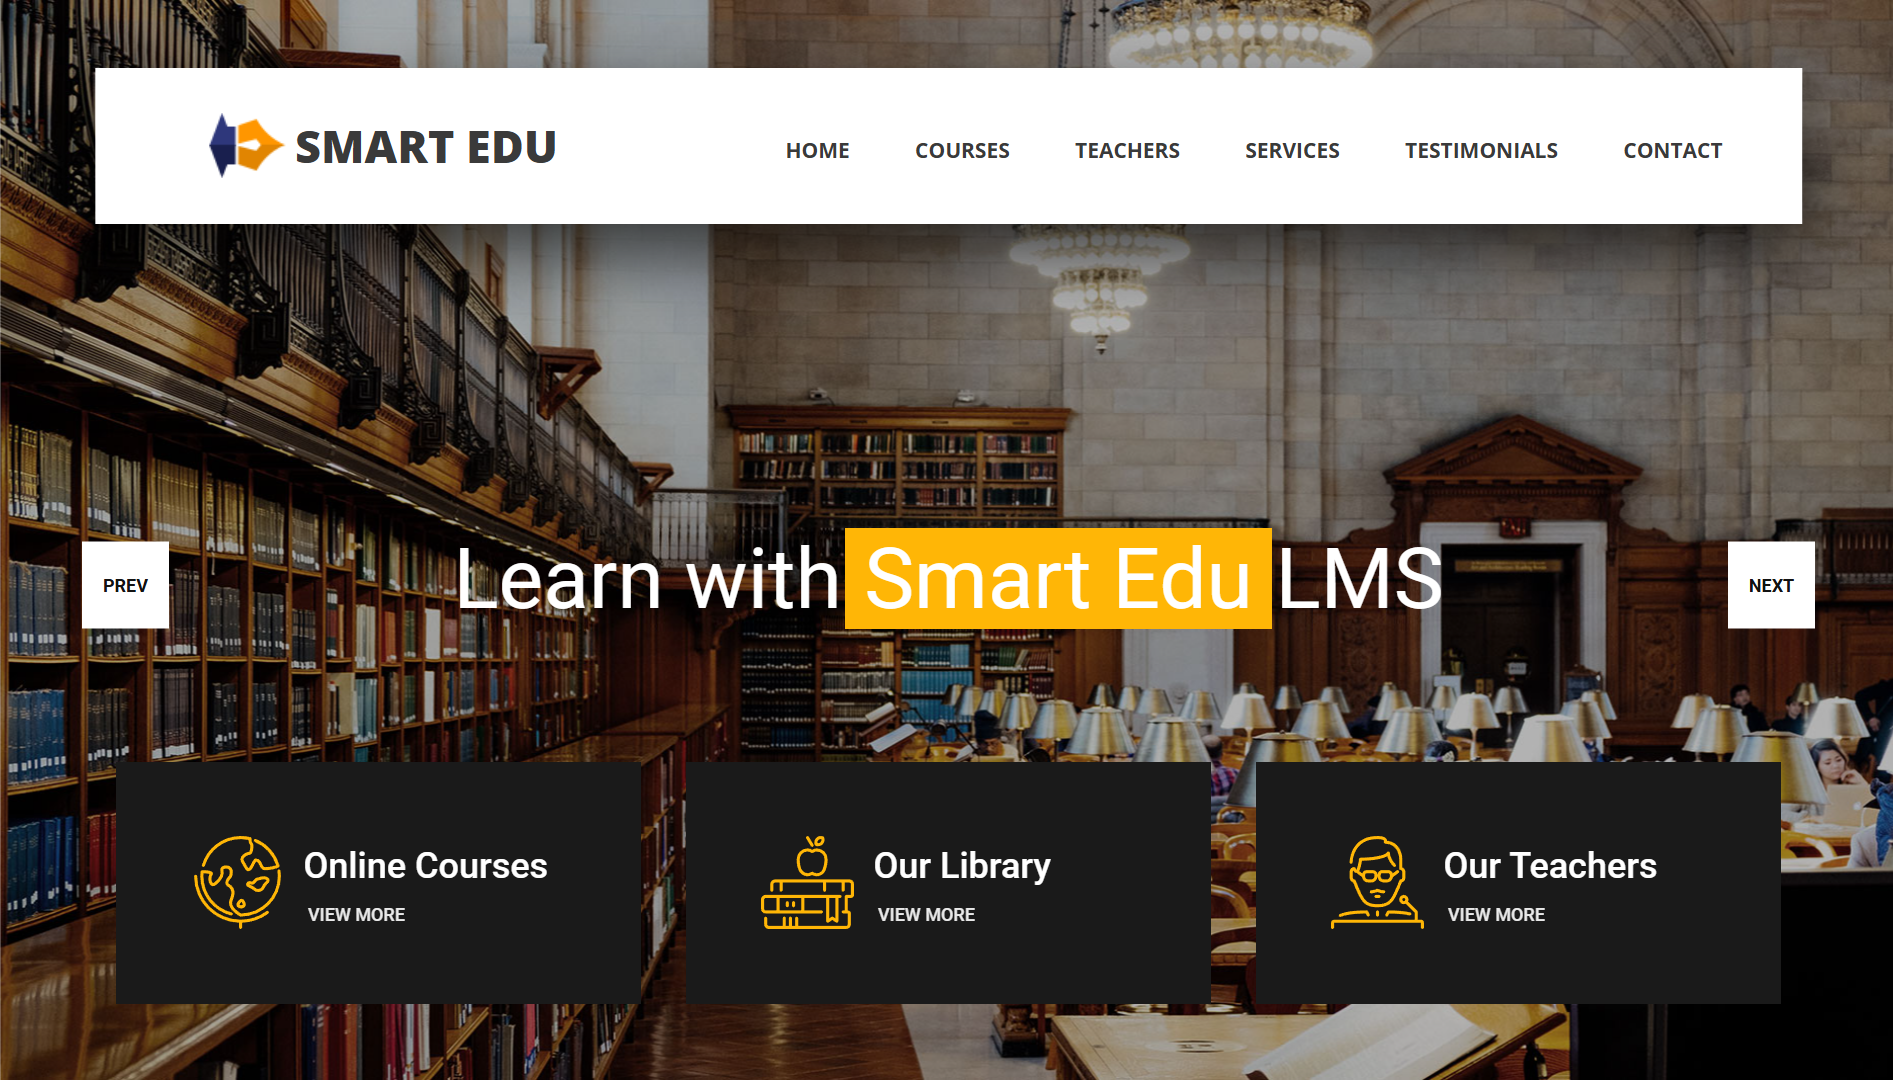 SMART EDU
HOME COURSES TEACHERS SERVICES TESTIMONIALS CONTACT
Learn with Smart Edu LMS
PREV
NEXT
Online Courses
VIEW MORE
Our Library
VIEW MORE
Our Teachers
VIEW MORE